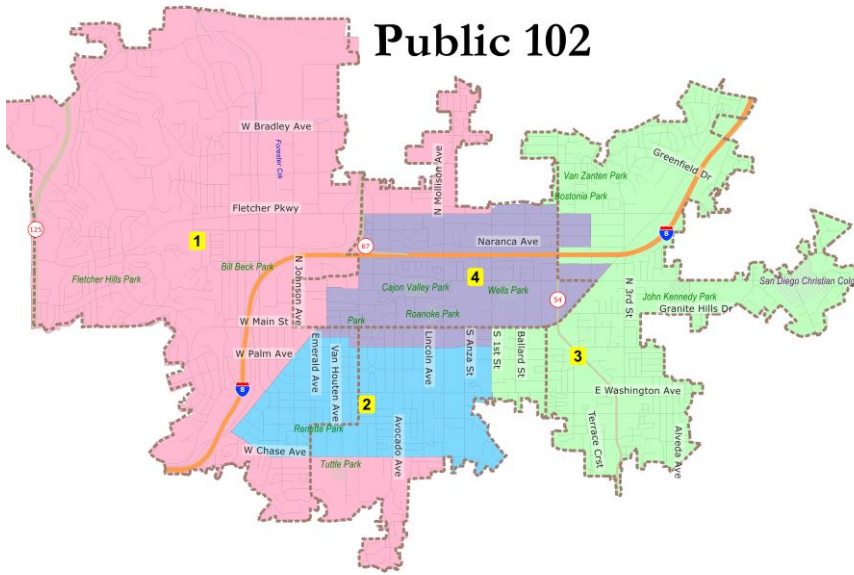 Public 102
W Bradley Ave
Forester Crk
N Mollison Ave
Van Zanten Park
Greenfield Dr
Bostonia Park
Fletcher Pkwy
125
1
67
Naranca Ave
8
Fletcher Hills Park
Bill Beck Park
N Johnson Ave
4
Cajon Valley Park
Wells Park
N 3rd St
San Diego Christian Colg
John Kennedy Park
Granite Hills Dr
54
Roanoke Park
Park
W Main St
W Palm Ave
Emerald Ave
Van Houten Ave
Lincoln Ave
S Anza St
S 1st St
Ballard St
3
8
2
E Washington Ave
Renette Park
Avocado Ave
Terrace Crst
Alveda Ave
W Chase Ave
Tuttle Park